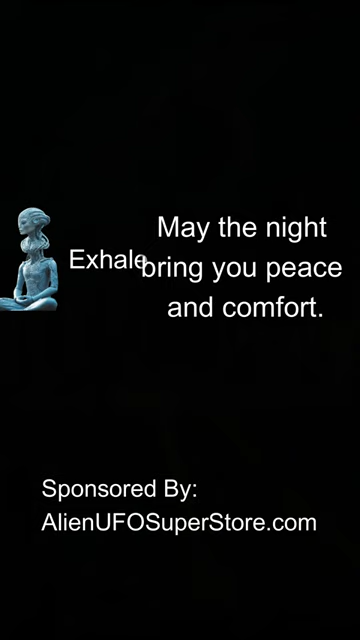 May the night
Exhale
bring you peace
and comfort.
Sponsored By:
AlienUFOSuperStore.com